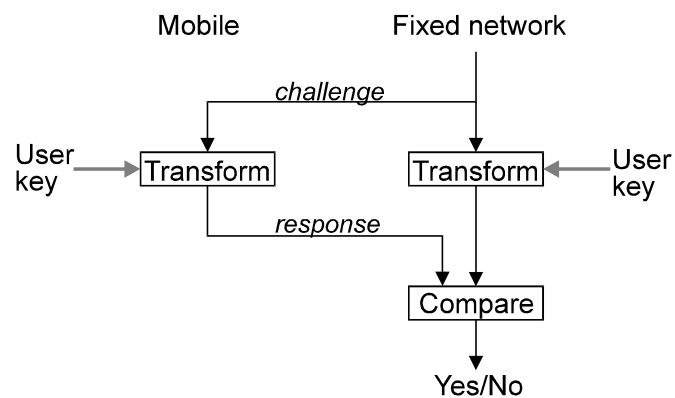 Mobile
Fixed network
challenge
User
key
Transform
Transform
User
key
response
Compare
Yes/No